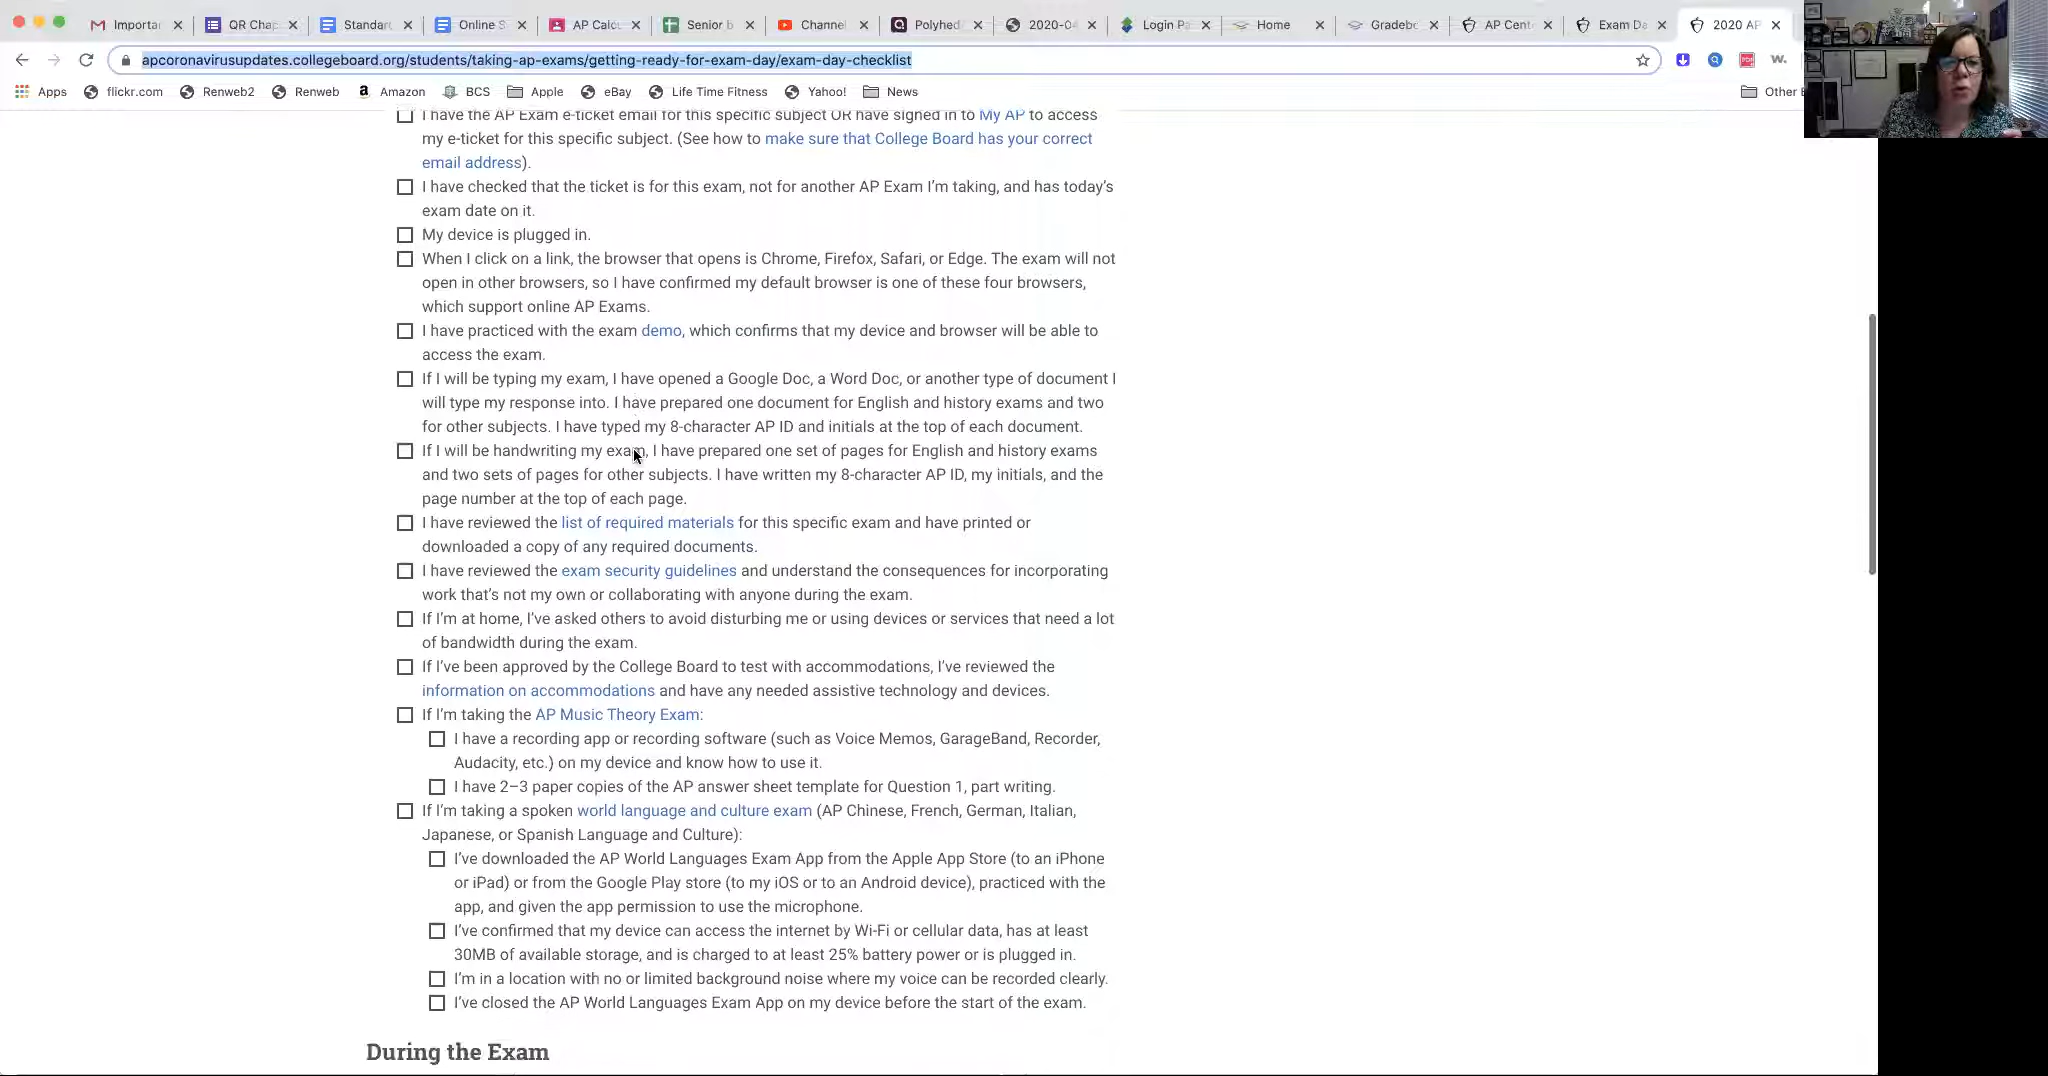 Importa
QR Chap
Standar
Online S
AP Calcu
Senior b
Channel
Polyhed
2020-04
Login Pa
Home
Gradebo
AP Cent
Exam Da
2020 AP
apcoronavirusupdates.collegeboard.org/students/taking-ap-exams/getting-ready-for-exam-day/exam-day-checklist
PDF
W.
Apps
flickr.com
Renweb2
Renweb
Amazon
BCS
Apple
eBay
Life Time Fitness
Yahoo!
News
Other B
I have the AP Exam e-ticket email for this specific subject OR have signed in to My AP to access
my e-ticket for this specific subject. (See how to make sure that College Board has your correct
email address).
I have checked that the ticket is for this exam, not for another AP Exam I'm taking, and has today's
exam date on it.
My device is plugged in.
When I click on a link, the browser that opens is Chrome, Firefox, Safari, or Edge. The exam will not
open in other browsers, so I have confirmed my default browser is one of these four browsers,
which support online AP Exams.
I have practiced with the exam demo, which confirms that my device and browser will be able to
access the exam.
If I will be typing my exam, I have opened a Google Doc, a Word Doc, or another type of document I
will type my response into. I have prepared one document for English and history exams and two
for other subjects. I have typed my 8-character AP ID and initials at the top of each document.
If I will be handwriting my exam, I have prepared one set of pages for English and history exams
and two sets of pages for other subjects. I have written my 8-character AP ID, my initials, and the
page number at the top of each page.
I have reviewed the list of required materials for this specific exam and have printed or
downloaded a copy of any required documents.
I have reviewed the exam security guidelines and understand the consequences for incorporating
work that's not my own or collaborating with anyone during the exam.
If I'm at home, I've asked others to avoid disturbing me or using devices or services that need a lot
of bandwidth during the exam.
If I've been approved by the College Board to test with accommodations, I've reviewed the
information on accommodations and have any needed assistive technology and devices.
If I'm taking the AP Music Theory Exam:
I have a recording app or recording software (such as Voice Memos, GarageBand, Recorder,
Audacity, etc.) on my device and know how to use it.
I have 2–3 paper copies of the AP answer sheet template for Question 1, part writing.
If I'm taking a spoken world language and culture exam (AP Chinese, French, German, Italian,
Japanese, or Spanish Language and Culture):
I've downloaded the AP World Languages Exam App from the Apple App Store (to an iPhone
or iPad) or from the Google Play store (to my iOS or to an Android device), practiced with the
app, and given the app permission to use the microphone.
I've confirmed that my device can access the internet by Wi-Fi or cellular data, has at least
30MB of available storage, and is charged to at least 25% battery power or is plugged in.
I'm in a location with no or limited background noise where my voice can be recorded clearly.
I've closed the AP World Languages Exam App on my device before the start of the exam.
During the Exam